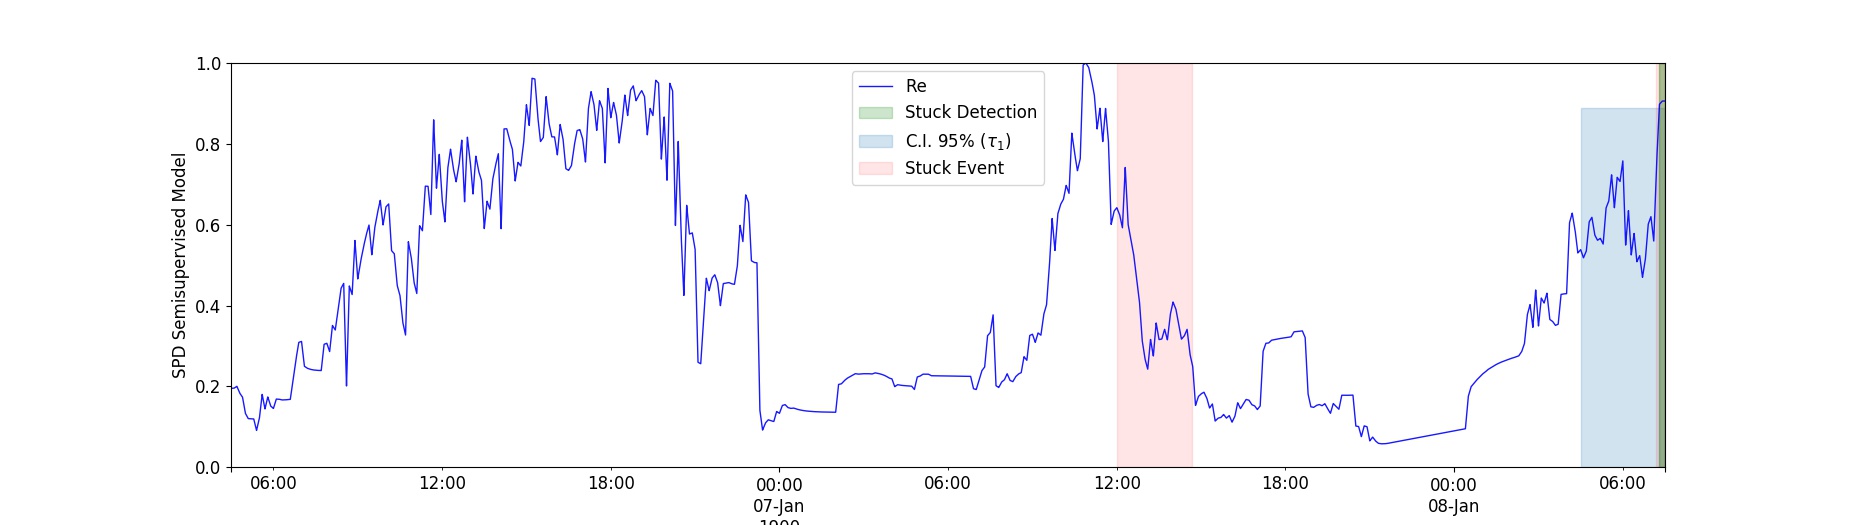 SPD Semisupervised Model
1.0
0.8
0.6
0.4
0.2
0.0
Re
Stuck Detection
C.I. 95% (τ₁)
Stuck Event
06:00
12:00
18:00
00:00
07-Jan
1900
06:00
12:00
18:00
00:00
08-Jan
06:00